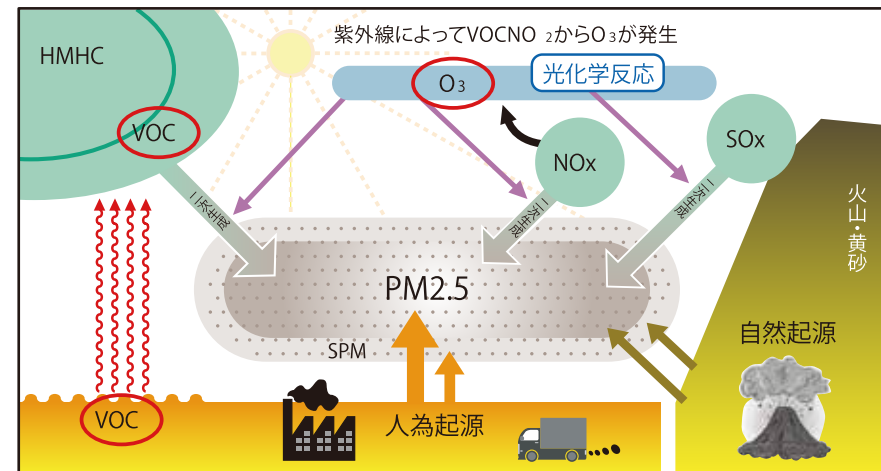 紫外線によってVOCNO 2からO3が発生
HMHC
O3
光化学反応
VOC
NOx
SOx
二次生成
二次生成
二次生成
火山・黄砂
PM2.5
SPM
自然起源
VOC
人為起源